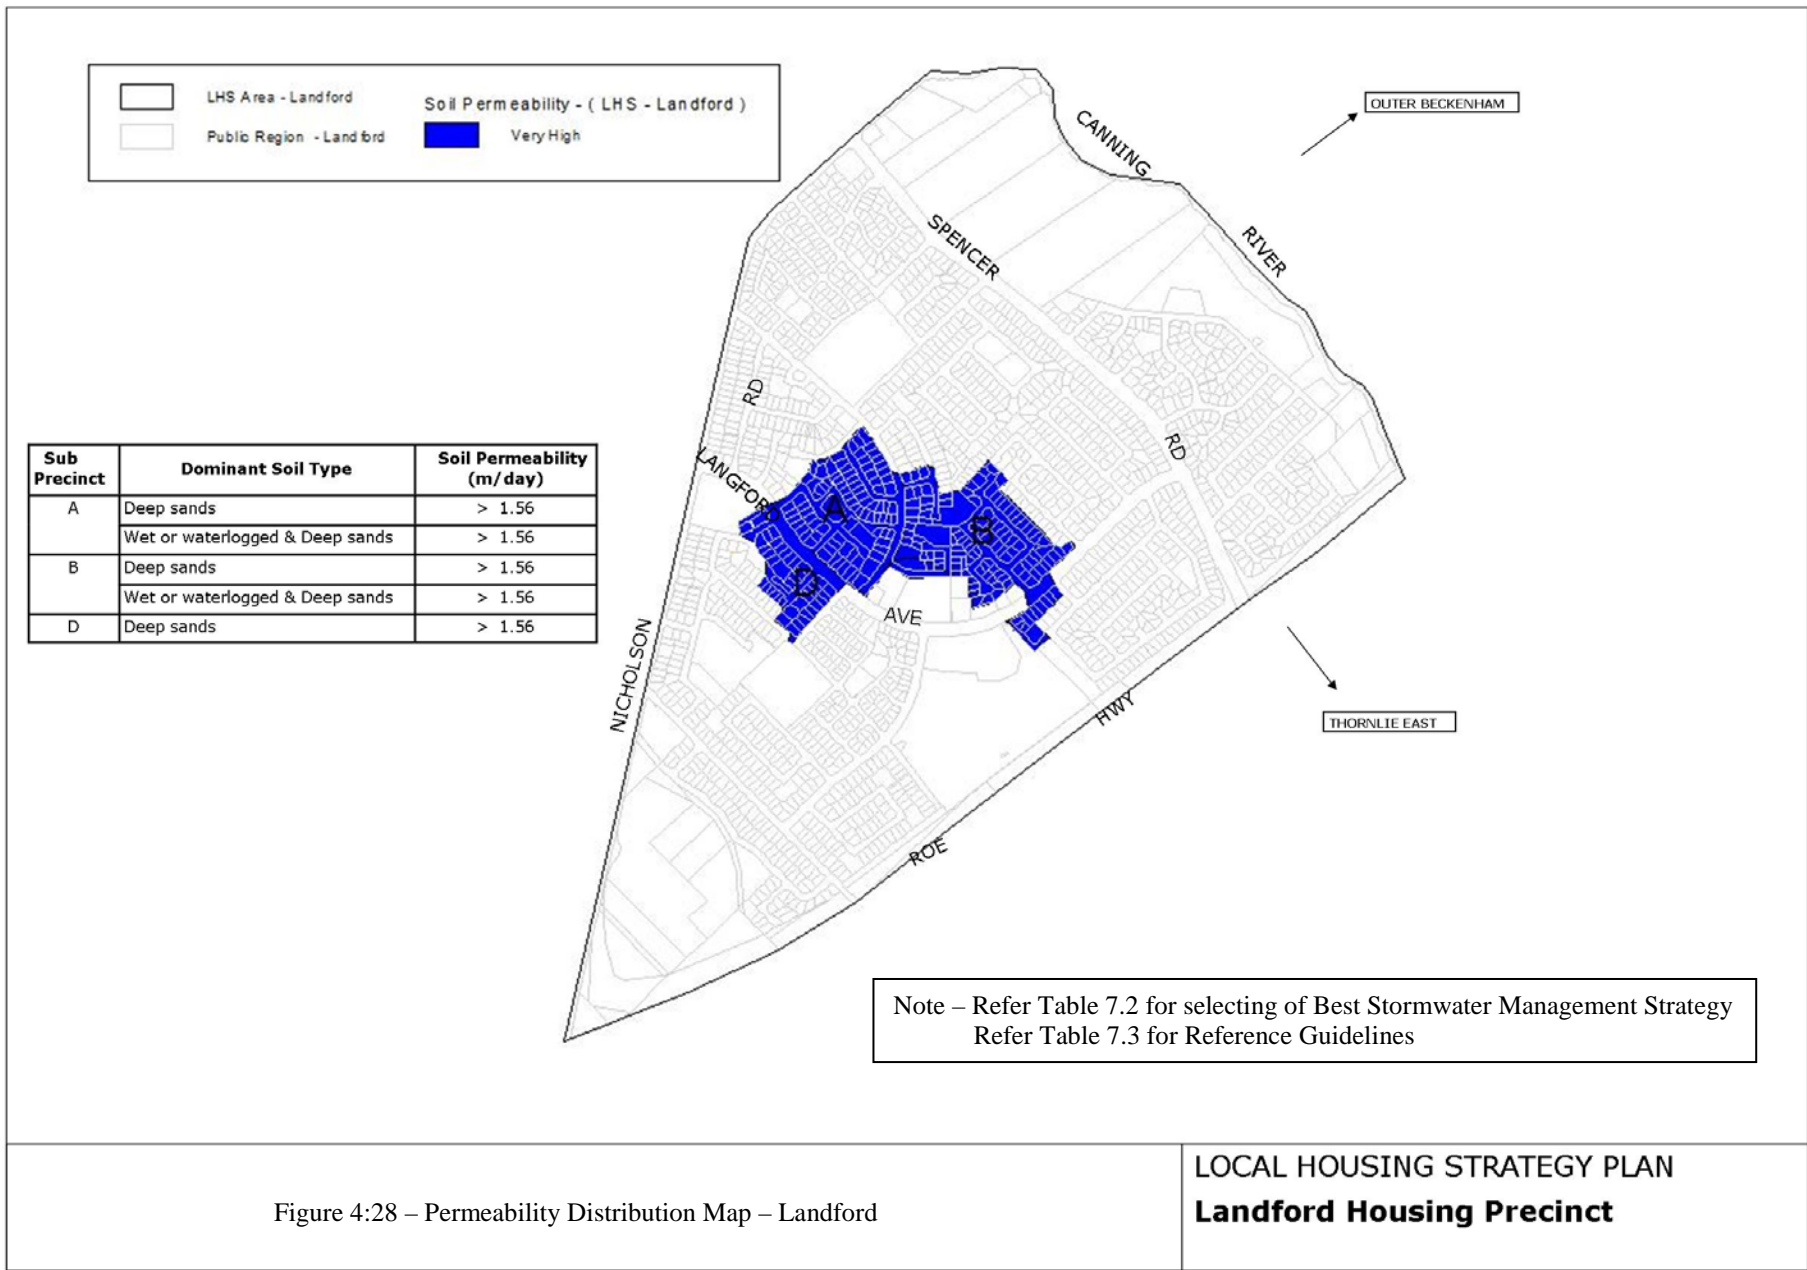 LHS Area - Landford
Public Region - Landford
Soil Permeability - ( LHS - Landford )
Very High
OUTER BECKENHAM
CANNING
RIVER
SPENCER
RD
RD
LANGFORD
A
B
D
AVE
NICHOLSON
HWY
ROE
THORNLIE EAST
Sub Precinct Dominant Soil Type Soil Permeability (m/day)
A Deep sands > 1.56
Wet or waterlogged & Deep sands > 1.56
B Deep sands > 1.56
Wet or waterlogged & Deep sands > 1.56
D Deep sands > 1.56
Note – Refer Table 7.2 for selecting of Best Stormwater Management Strategy
Refer Table 7.3 for Reference Guidelines
Figure 4:28 – Permeability Distribution Map – Landford
LOCAL HOUSING STRATEGY PLAN
Landford Housing Precinct